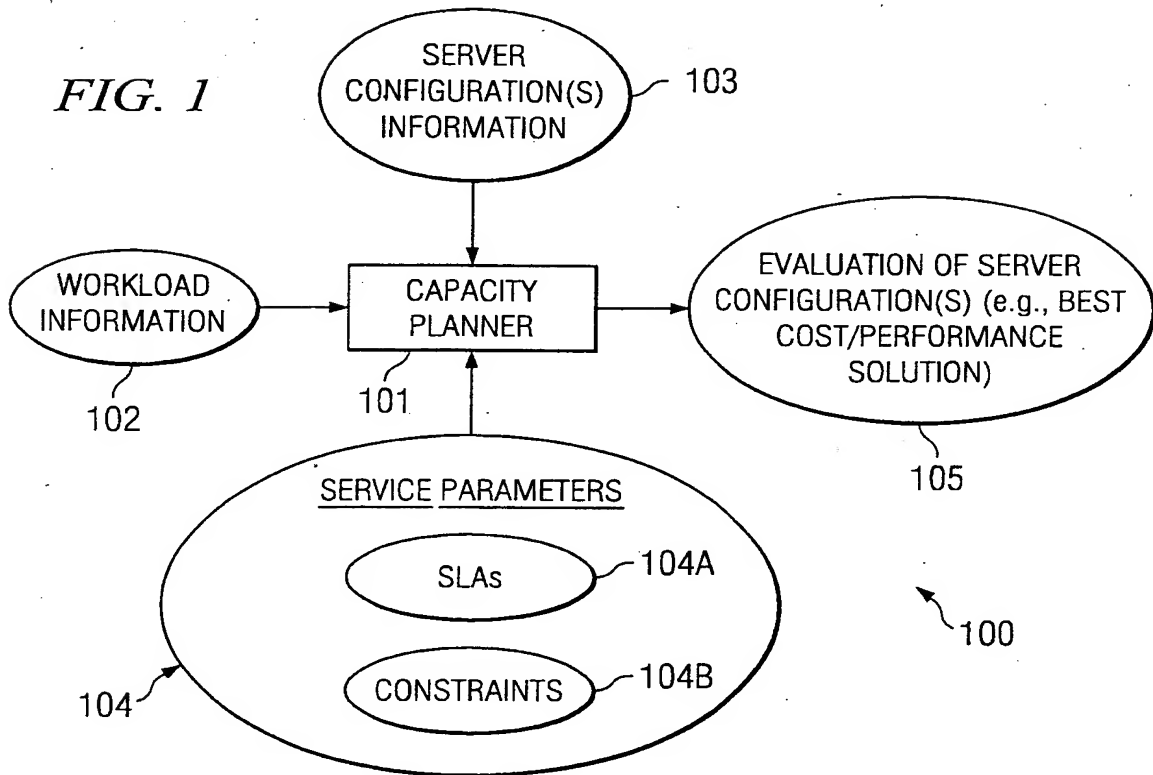 FIG. 1
SERVER
CONFIGURATION(S)
INFORMATION
103
WORKLOAD
INFORMATION
102
CAPACITY
PLANNER
101
EVALUATION OF SERVER
CONFIGURATION(S) (e.g., BEST
COST/PERFORMANCE
SOLUTION)
105
SERVICE PARAMETERS
SLAs
104A
CONSTRAINTS
104B
104
100